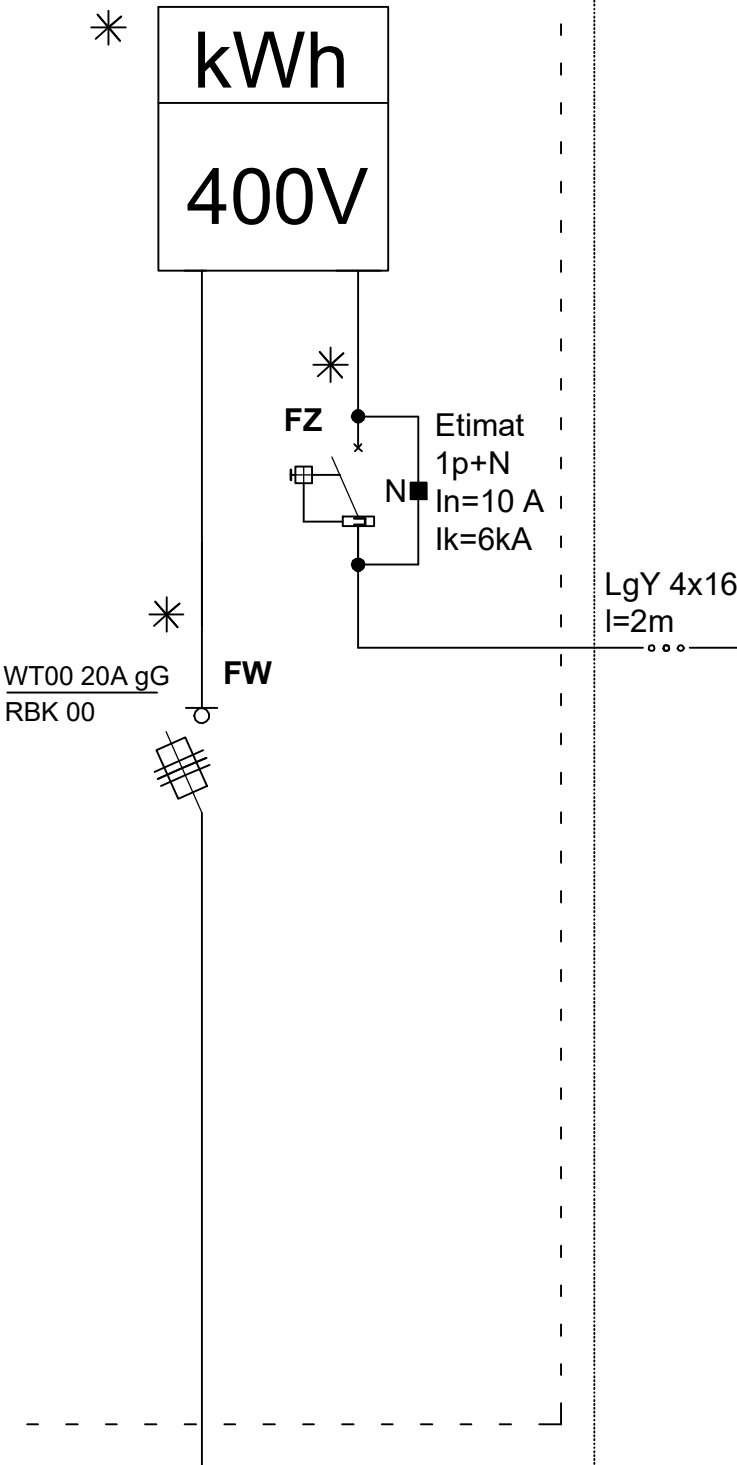 kWh
400V
FZ
Etimat
1p+N
N
In=10 A
Ik=6kA
LgY 4x16
l=2m
WT00 20A gG
RBK 00
FW